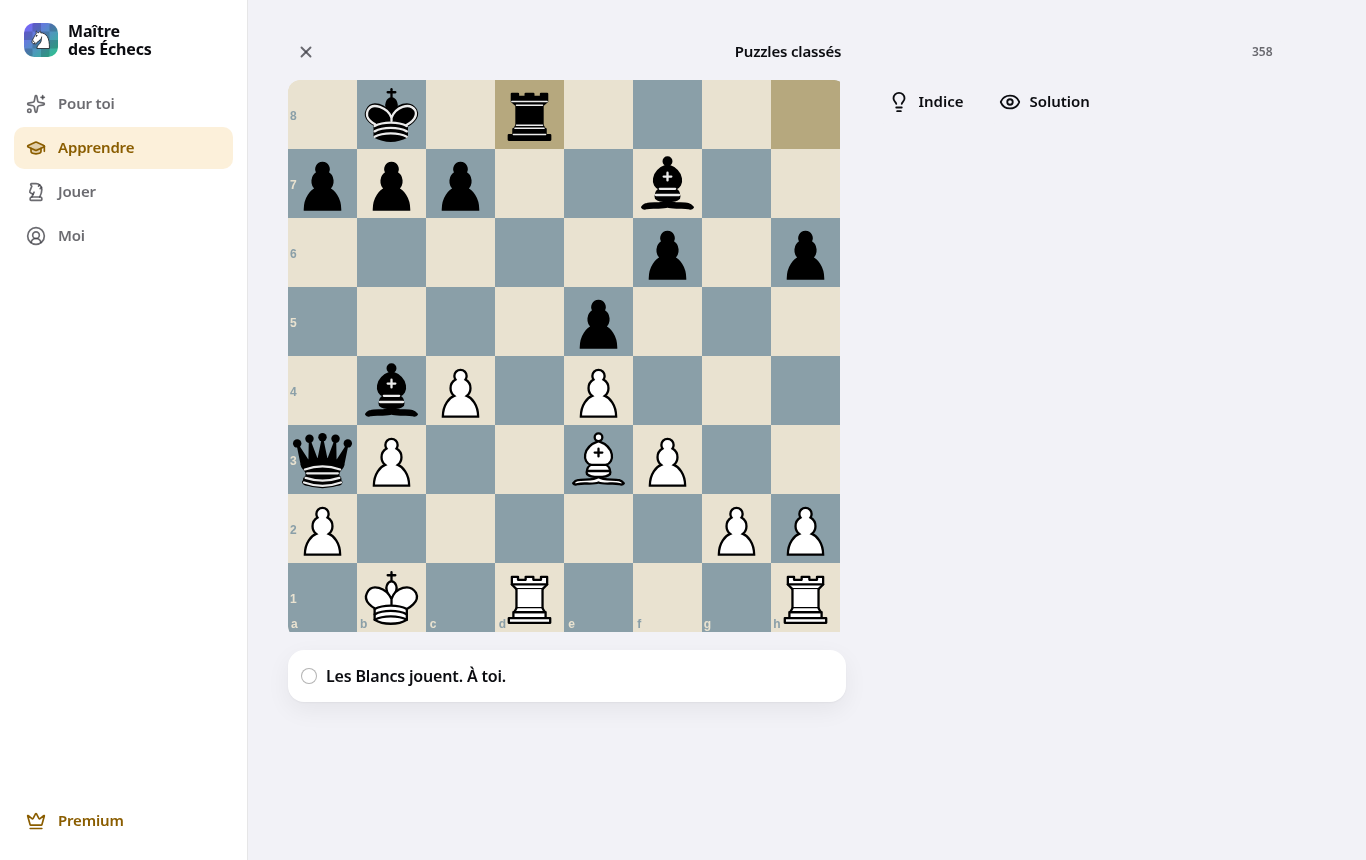 Maître
des Échecs
Pour toi
Apprendre
Jouer
Moi
Premium
Puzzles classés
358
Indice
Solution
8
7
6
5
4
3
2
1
a b c d e f g h
Les Blancs jouent. À toi.